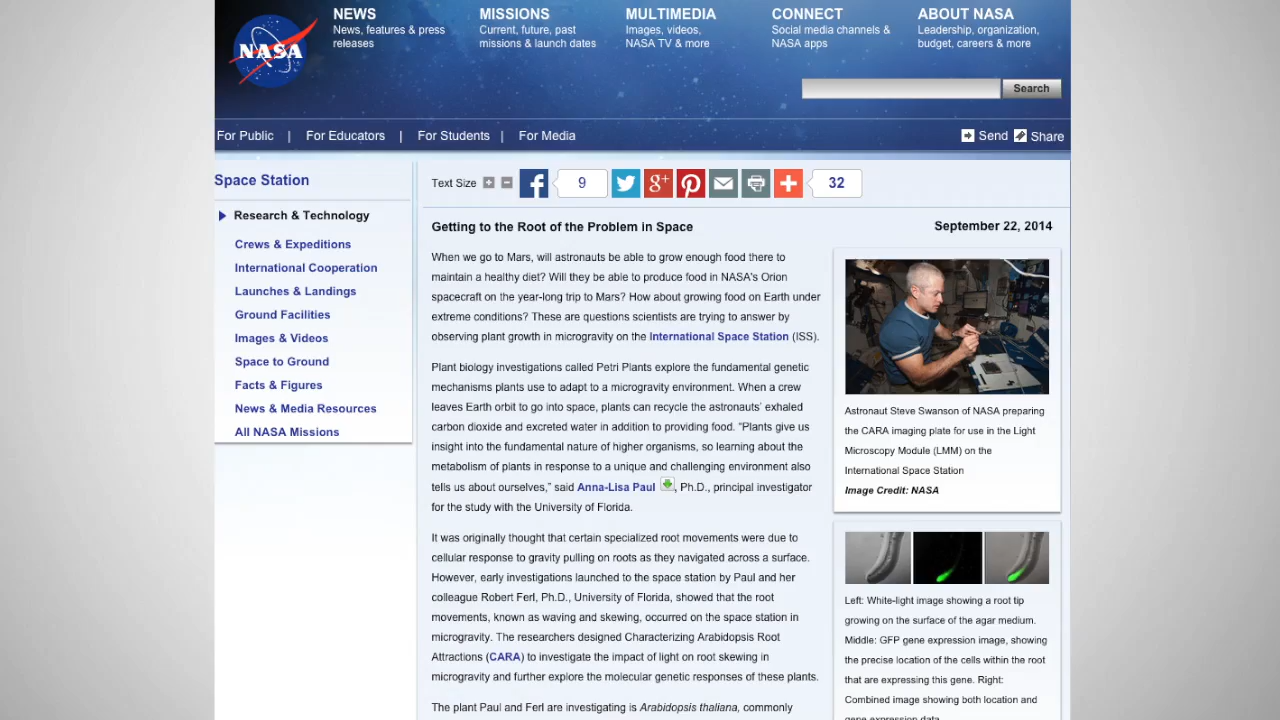 NASA
NEWS
News, features & press
releases
MISSIONS
Current, future, past
missions & launch dates
MULTIMEDIA
Images, videos,
NASA TV & more
CONNECT
Social media channels &
NASA apps
ABOUT NASA
Leadership, organization,
budget, careers & more
Search
For Public | For Educators | For Students | For Media
Send Share
Space Station
Research & Technology
Crews & Expeditions
International Cooperation
Launches & Landings
Ground Facilities
Images & Videos
Space to Ground
Facts & Figures
News & Media Resources
All NASA Missions
Text Size + - f 9 g+ + 32
Getting to the Root of the Problem in Space
September 22, 2014
When we go to Mars, will astronauts be able to grow enough food there to
maintain a healthy diet? Will they be able to produce food in NASA's Orion
spacecraft on the year-long trip to Mars? How about growing food on Earth under
extreme conditions? These are questions scientists are trying to answer by
observing plant growth in microgravity on the International Space Station (ISS).
Plant biology investigations called Petri Plants explore the fundamental genetic
mechanisms plants use to adapt to a microgravity environment. When a crew
leaves Earth orbit to go into space, plants can recycle the astronauts' exhaled
carbon dioxide and excreted water in addition to providing food. "Plants give us
insight into the fundamental nature of higher organisms, so learning about the
metabolism of plants in response to a unique and challenging environment also
tells us about ourselves," said Anna-Lisa Paul , Ph.D., principal investigator
for the study with the University of Florida.
It was originally thought that certain specialized root movements were due to
cellular response to gravity pulling on roots as they navigated across a surface.
However, early investigations launched to the space station by Paul and her
colleague Robert Ferl, Ph.D., University of Florida, showed that the root
movements, known as waving and skewing, occurred on the space station in
microgravity. The researchers designed Characterizing Arabidopsis Root
Attractions (CARA) to investigate the impact of light on root skewing in
microgravity and further explore the molecular genetic responses of these plants.
The plant Paul and Ferl are investigating is Arabidopsis thaliana, commonly
Astronaut Steve Swanson of NASA preparing
the CARA imaging plate for use in the Light
Microscopy Module (LMM) on the
International Space Station
Image Credit: NASA
Left: White-light image showing a root tip
growing on the surface of the agar medium.
Middle: GFP gene expression image, showing
the precise location of the cells within the root
that are expressing this gene. Right:
Combined image showing both location and
gene expression data